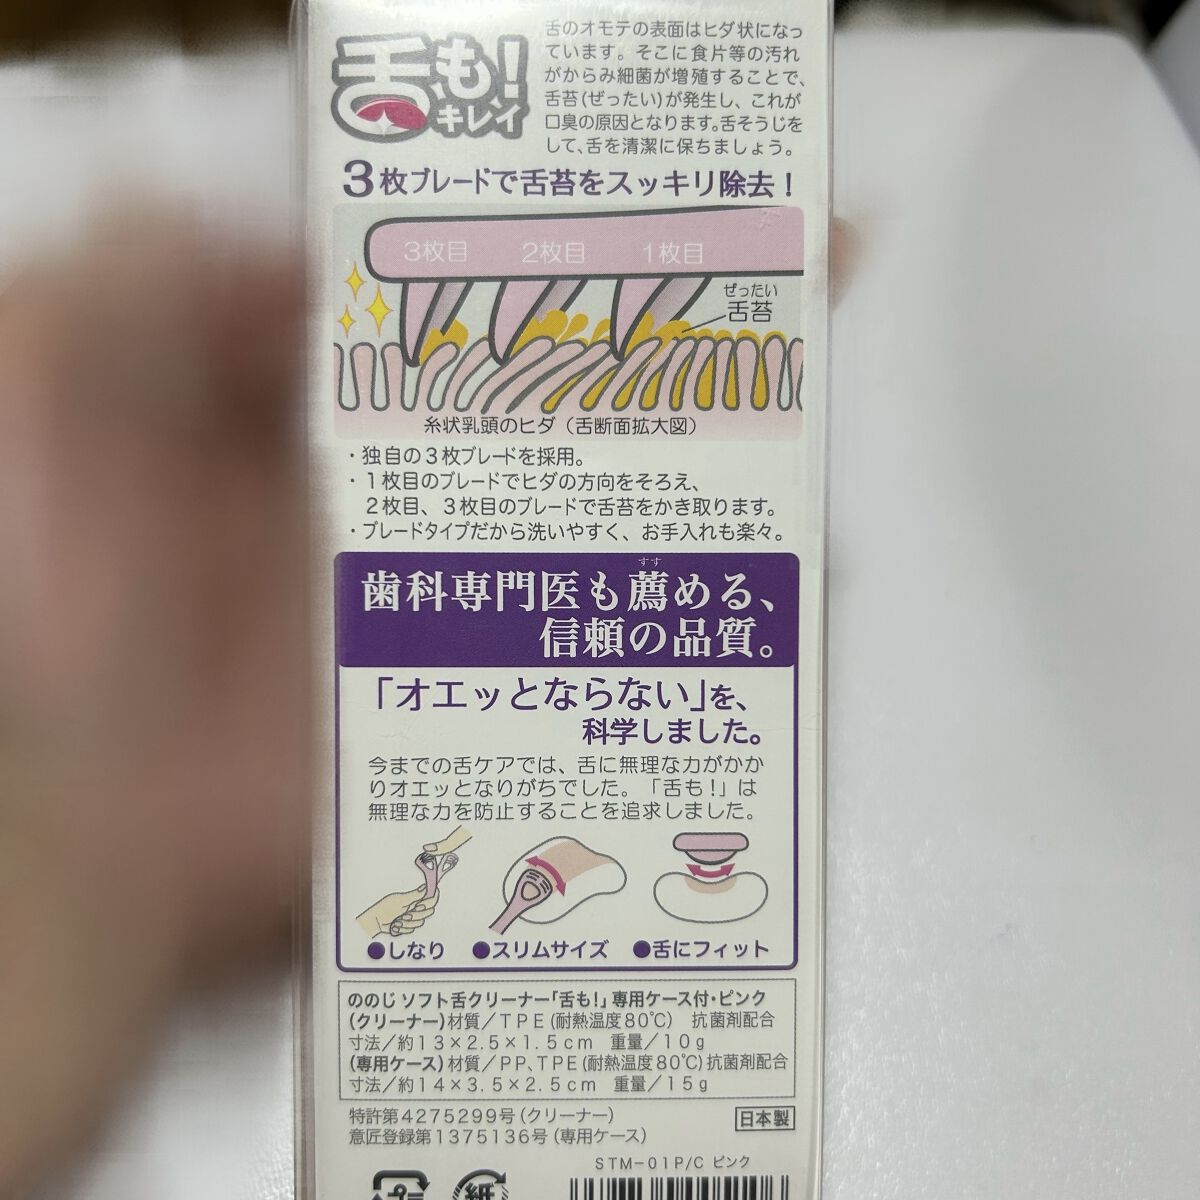 舌も!
キレイ
舌のオモテの表面はヒダ状になっ
ています。そこに食片等の汚れ
がからみ細菌が増殖することで、
舌苔(ぜったい)が発生し、これが
口臭の原因となります。舌そうじを
して、舌を清潔に保ちましょう。
3枚ブレードで舌苔をスッキリ除去!
3枚目 2枚目 1枚目
ぜったい
舌苔
糸状乳頭のヒダ(舌断面拡大図)
・独自の3枚ブレードを採用。
・1枚目のブレードでヒダの方向をそろえ、
2枚目、3枚目のブレードで舌苔をかき取ります。
・ブレードタイプだから洗いやすく、お手入れも楽々。
すす
歯科専門医も薦める、
信頼の品質。
「オエッとならない」を、
科学しました。
今までの舌ケアでは、舌に無理な力がかか
りオエッとなりがちでした。「舌も!」は
無理な力を防止することを追求しました。
●しなり ●スリムサイズ ●舌にフィット
ののじ ソフト舌クリーナー「舌も!」専用ケース付・ピンク
(クリーナー)材質/TPE(耐熱温度80℃) 抗菌剤配合
寸法/約13×2.5×1.5cm 重量/10g
(専用ケース)材質/PP、TPE(耐熱温度80℃)抗菌剤配合
寸法/約14×3.5×2.5cm 重量/15g
特許第4275299号(クリーナー)
意匠登録第1375136号(専用ケース)
日本製
STM-01P/C ピンク
プ
紙